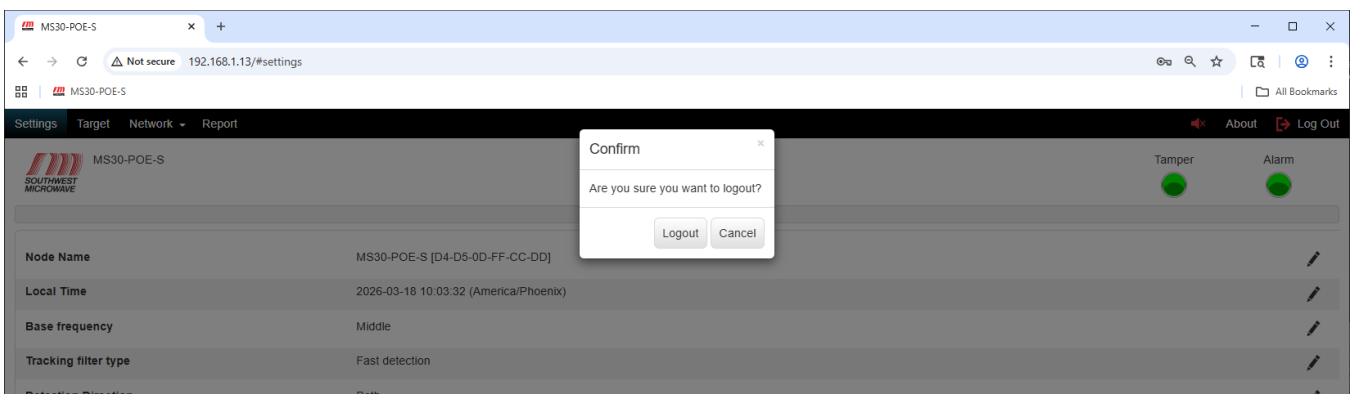 MS30-POE-S
Not secure 192.168.1.13/#settings
MS30-POE-S All Bookmarks
Settings Target Network Report About Log Out
Confirm ×
MS30-POE-S Tamper Alarm
SOUTHWEST
MICROWAVE
Are you sure you want to logout?
Logout Cancel
Node Name MS30-POE-S [D4-D5-0D-FF-CC-DD]
Local Time 2026-03-18 10:03:32 (America/Phoenix)
Base frequency Middle
Tracking filter type Fast detection
Detection Direction Both